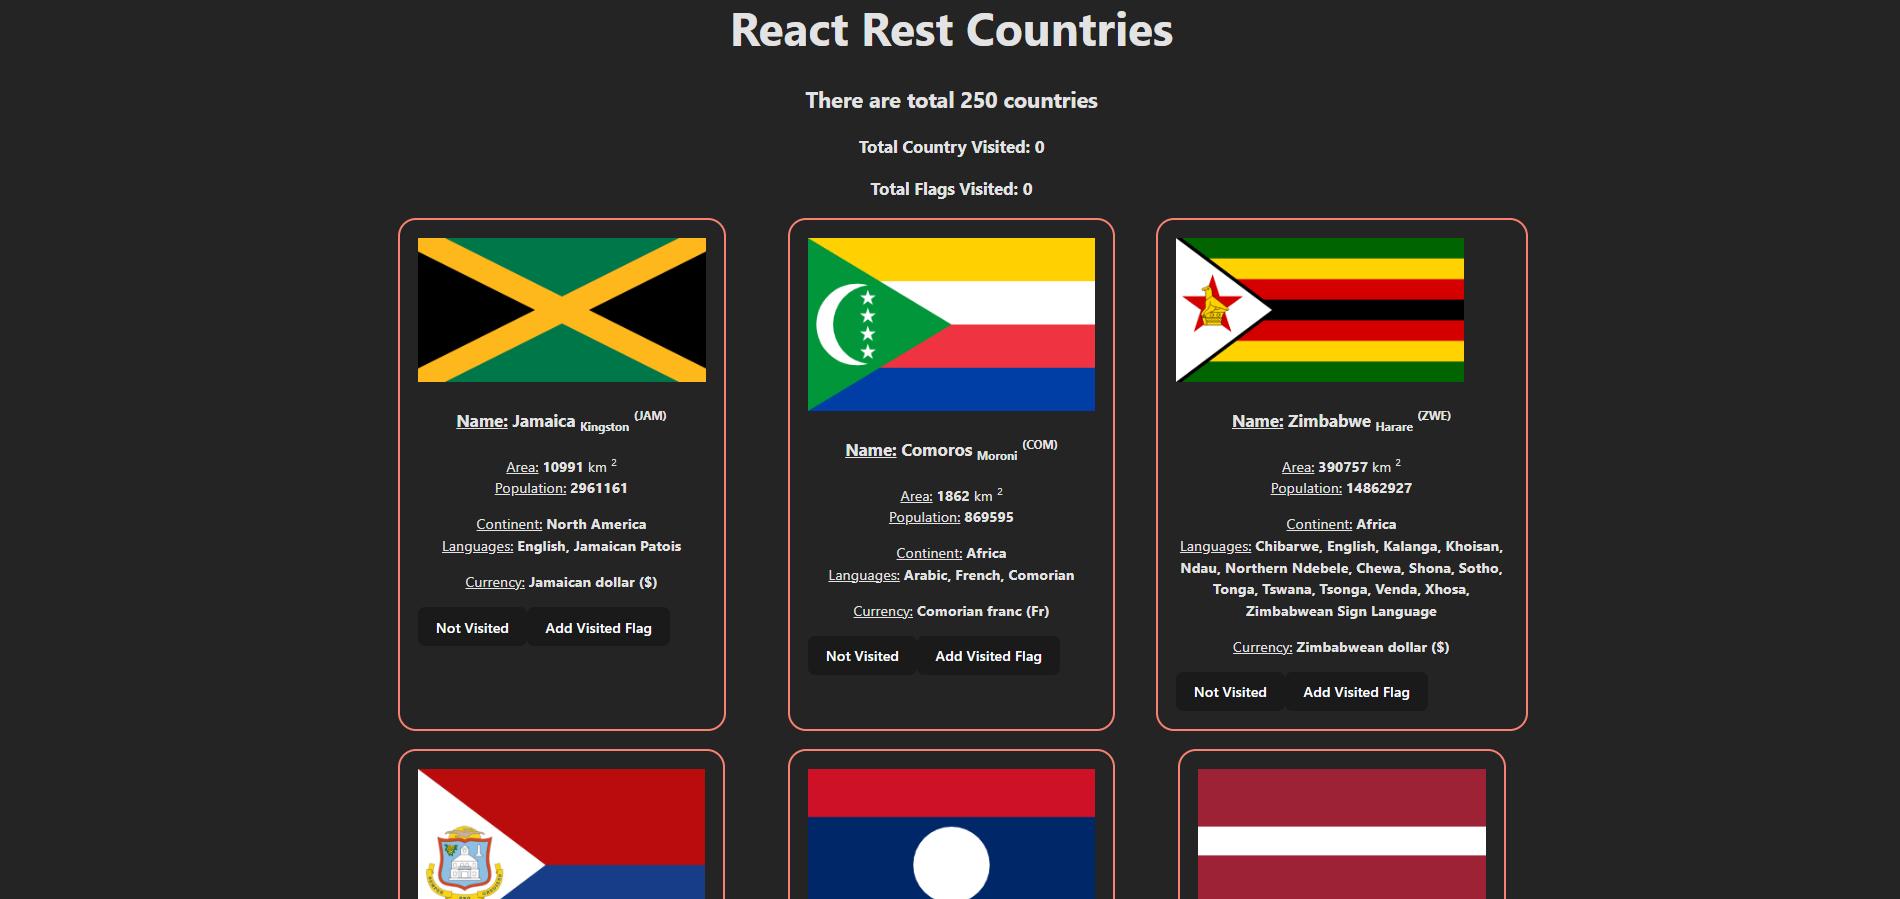 React Rest Countries
There are total 250 countries
Total Country Visited: 0
Total Flags Visited: 0
Name: Jamaica Kingston (JAM)
Area: 10991 km 2
Population: 2961161
Continent: North America
Languages: English, Jamaican Patois
Currency: Jamaican dollar ($)
Not Visited Add Visited Flag
Name: Comoros Moroni (COM)
Area: 1862 km 2
Population: 869595
Continent: Africa
Languages: Arabic, French, Comorian
Currency: Comorian franc (Fr)
Not Visited Add Visited Flag
Name: Zimbabwe Harare (ZWE)
Area: 390757 km 2
Population: 14862927
Continent: Africa
Languages: Chibarwe, English, Kalanga, Khoisan,
Ndau, Northern Ndebele, Chewa, Shona, Sotho,
Tonga, Tswana, Tsonga, Venda, Xhosa,
Zimbabwean Sign Language
Currency: Zimbabwean dollar ($)
Not Visited Add Visited Flag